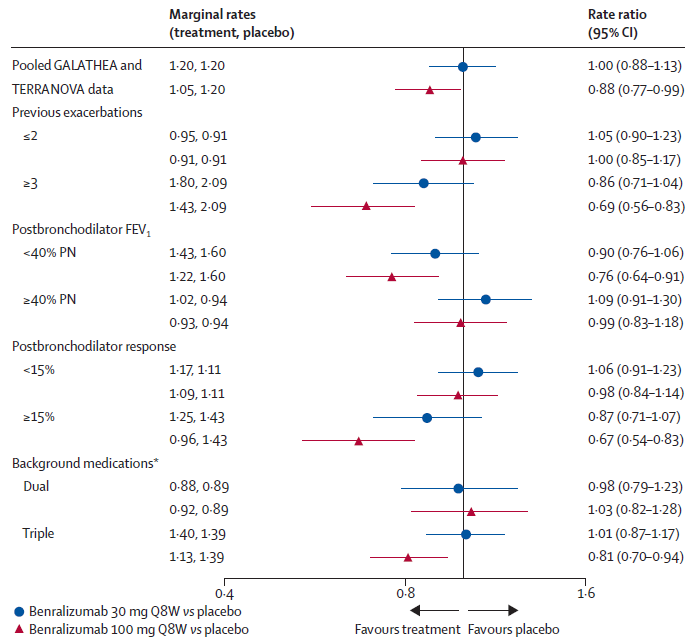 Marginal rates Rate ratio
(treatment, placebo) (95% CI)
Pooled GALATHEA and 1·20, 1·20 1·00 (0·88–1·13)
TERRANOVA data 1·05, 1·20 0·88 (0·77–0·99)
Previous exacerbations
≤2 0·95, 0·91 1·05 (0·90–1·23)
0·91, 0·91 1·00 (0·85–1·17)
≥3 1·80, 2·09 0·86 (0·71–1·04)
1·43, 2·09 0·69 (0·56–0·83)
Postbronchodilator FEV₁
<40% PN 1·43, 1·60 0·90 (0·76–1·06)
1·22, 1·60 0·76 (0·64–0·91)
≥40% PN 1·02, 0·94 1·09 (0·91–1·30)
0·93, 0·94 0·99 (0·83–1·18)
Postbronchodilator response
<15% 1·17, 1·11 1·06 (0·91–1·23)
1·09, 1·11 0·98 (0·84–1·14)
≥15% 1·25, 1·43 0·87 (0·71–1·07)
0·96, 1·43 0·67 (0·54–0·83)
Background medications*
Dual 0·88, 0·89 0·98 (0·79–1·23)
0·92, 0·89 1·03 (0·82–1·28)
Triple 1·40, 1·39 1·01 (0·87–1·17)
1·13, 1·39 0·81 (0·70–0·94)
0·4 0·8 1·6
Benralizumab 30 mg Q8W vs placebo
Benralizumab 100 mg Q8W vs placebo Favours treatment Favours placebo